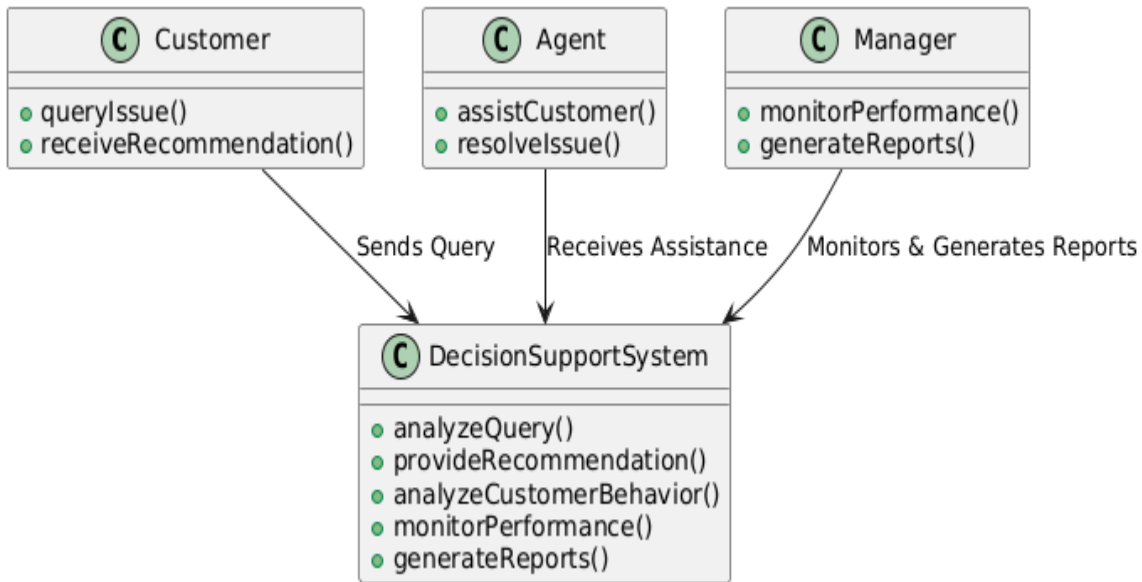 C Customer
queryIssue()
receiveRecommendation()
C Agent
assistCustomer()
resolveIssue()
C Manager
monitorPerformance()
generateReports()
Sends Query
Receives Assistance
Monitors & Generates Reports
C DecisionSupportSystem
analyzeQuery()
provideRecommendation()
analyzeCustomerBehavior()
monitorPerformance()
generateReports()